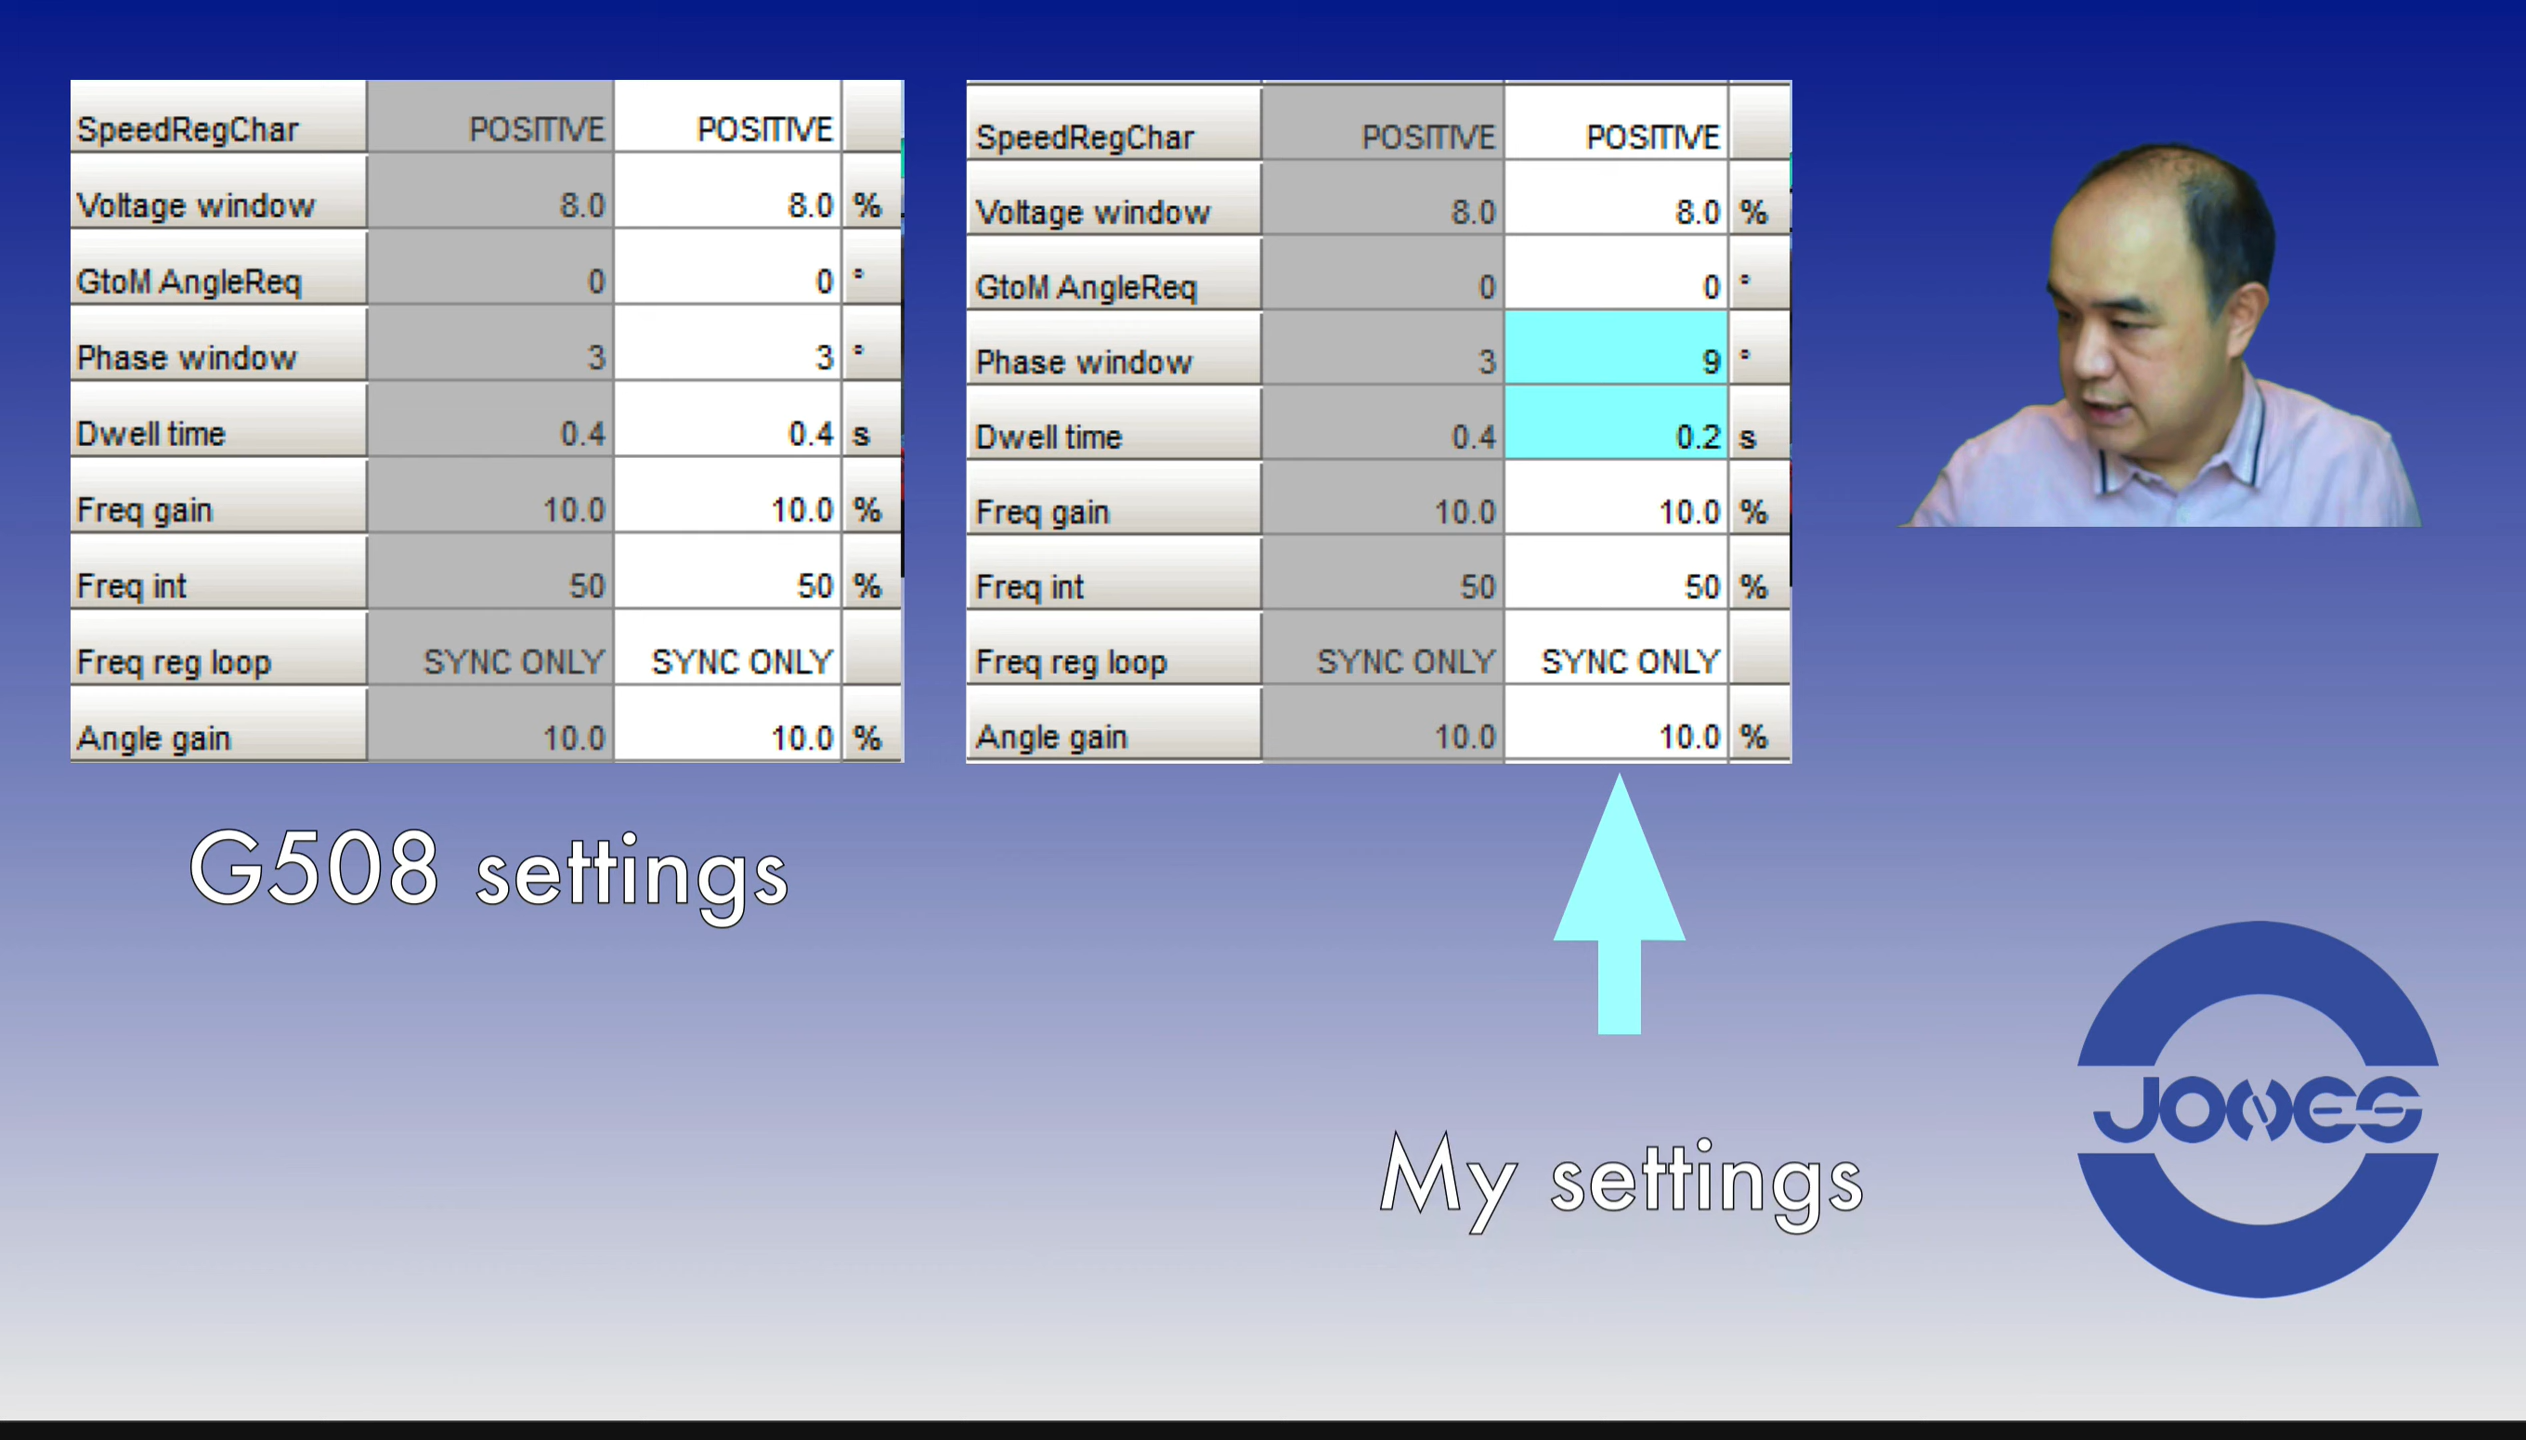 SpeedRegChar POSITIVE POSITIVE
Voltage window 8.0 8.0 %
GtoM AngleReq 0 0 °
Phase window 3 3 °
Dwell time 0.4 0.4 s
Freq gain 10.0 10.0 %
Freq int 50 50 %
Freq reg loop SYNC ONLY SYNC ONLY
Angle gain 10.0 10.0 %
G508 settings
SpeedRegChar POSITIVE POSITIVE
Voltage window 8.0 8.0 %
GtoM AngleReq 0 0 °
Phase window 3 9 °
Dwell time 0.4 0.2 s
Freq gain 10.0 10.0 %
Freq int 50 50 %
Freq reg loop SYNC ONLY SYNC ONLY
Angle gain 10.0 10.0 %
My settings
JONES